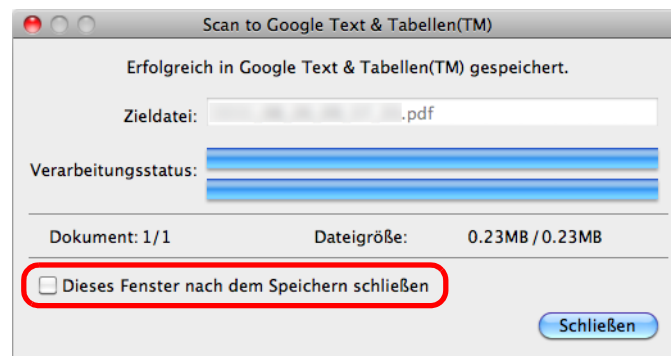 Scan to Google Text & Tabellen(TM)
Erfolgreich in Google Text & Tabellen(TM) gespeichert.
Zieldatei: .pdf
Verarbeitungsstatus:
Dokument: 1/1 Dateigröße: 0.23MB / 0.23MB
Dieses Fenster nach dem Speichern schließen
Schließen